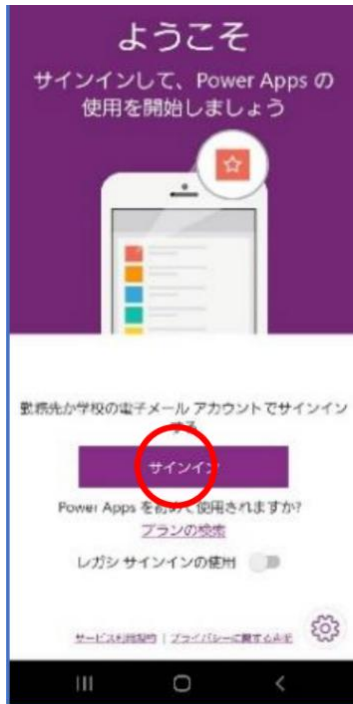 ようこそ
サインインして、Power Apps の
使用を開始しましょう
勤務先か学校の電子メール アカウントでサインイン
する
サインイン
Power Apps を初めて使用されますか?
プランの検索
レガシ サインインの使用
サービス利用規約 | プライバシーに関する声明